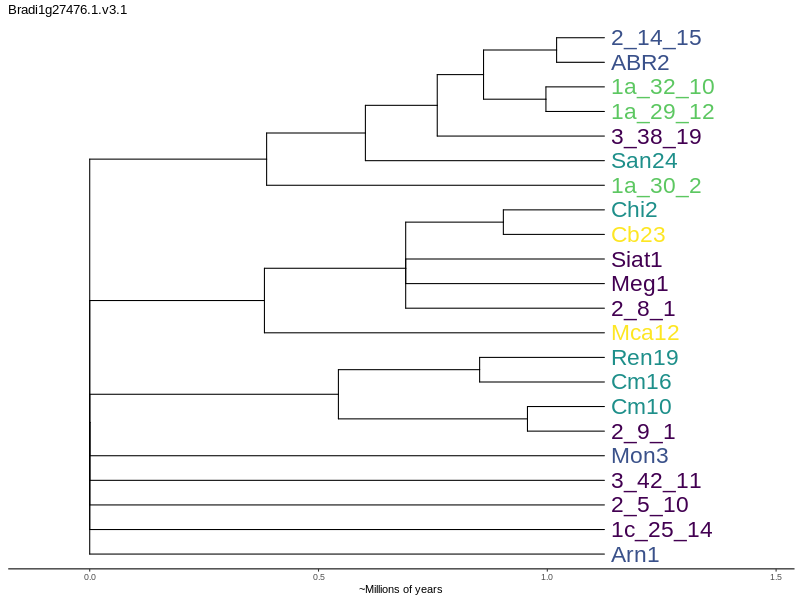 Bradi1g27476.1.v3.1
2_14_15
ABR2
1a_32_10
1a_29_12
3_38_19
San24
1a_30_2
Chi2
Cb23
Siat1
Meg1
2_8_1
Mca12
Ren19
Cm16
Cm10
2_9_1
Mon3
3_42_11
2_5_10
1c_25_14
Arn1
0.0 0.5 1.0 1.5
~Millions of years